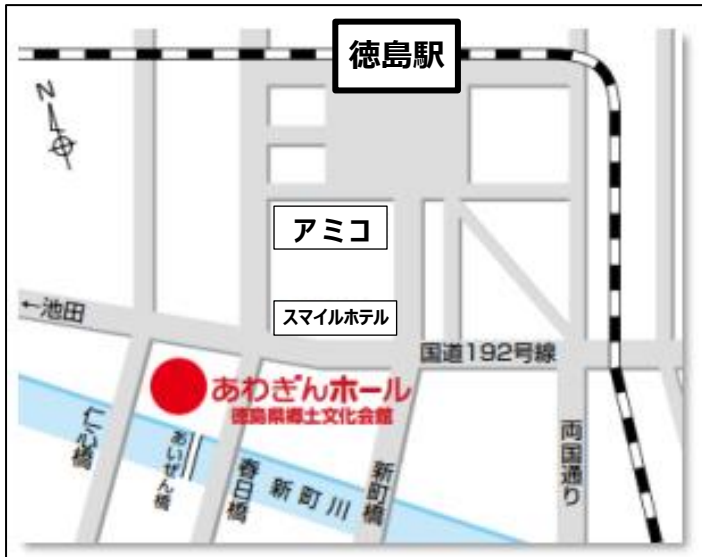 徳島駅
N
アミコ
←池田
スマイルホテル
国道192号線
あわぎんホール
徳島県郷土文化会館
仁心橋
あいぜん橋
春日橋
新町川
新町橋
両国通り